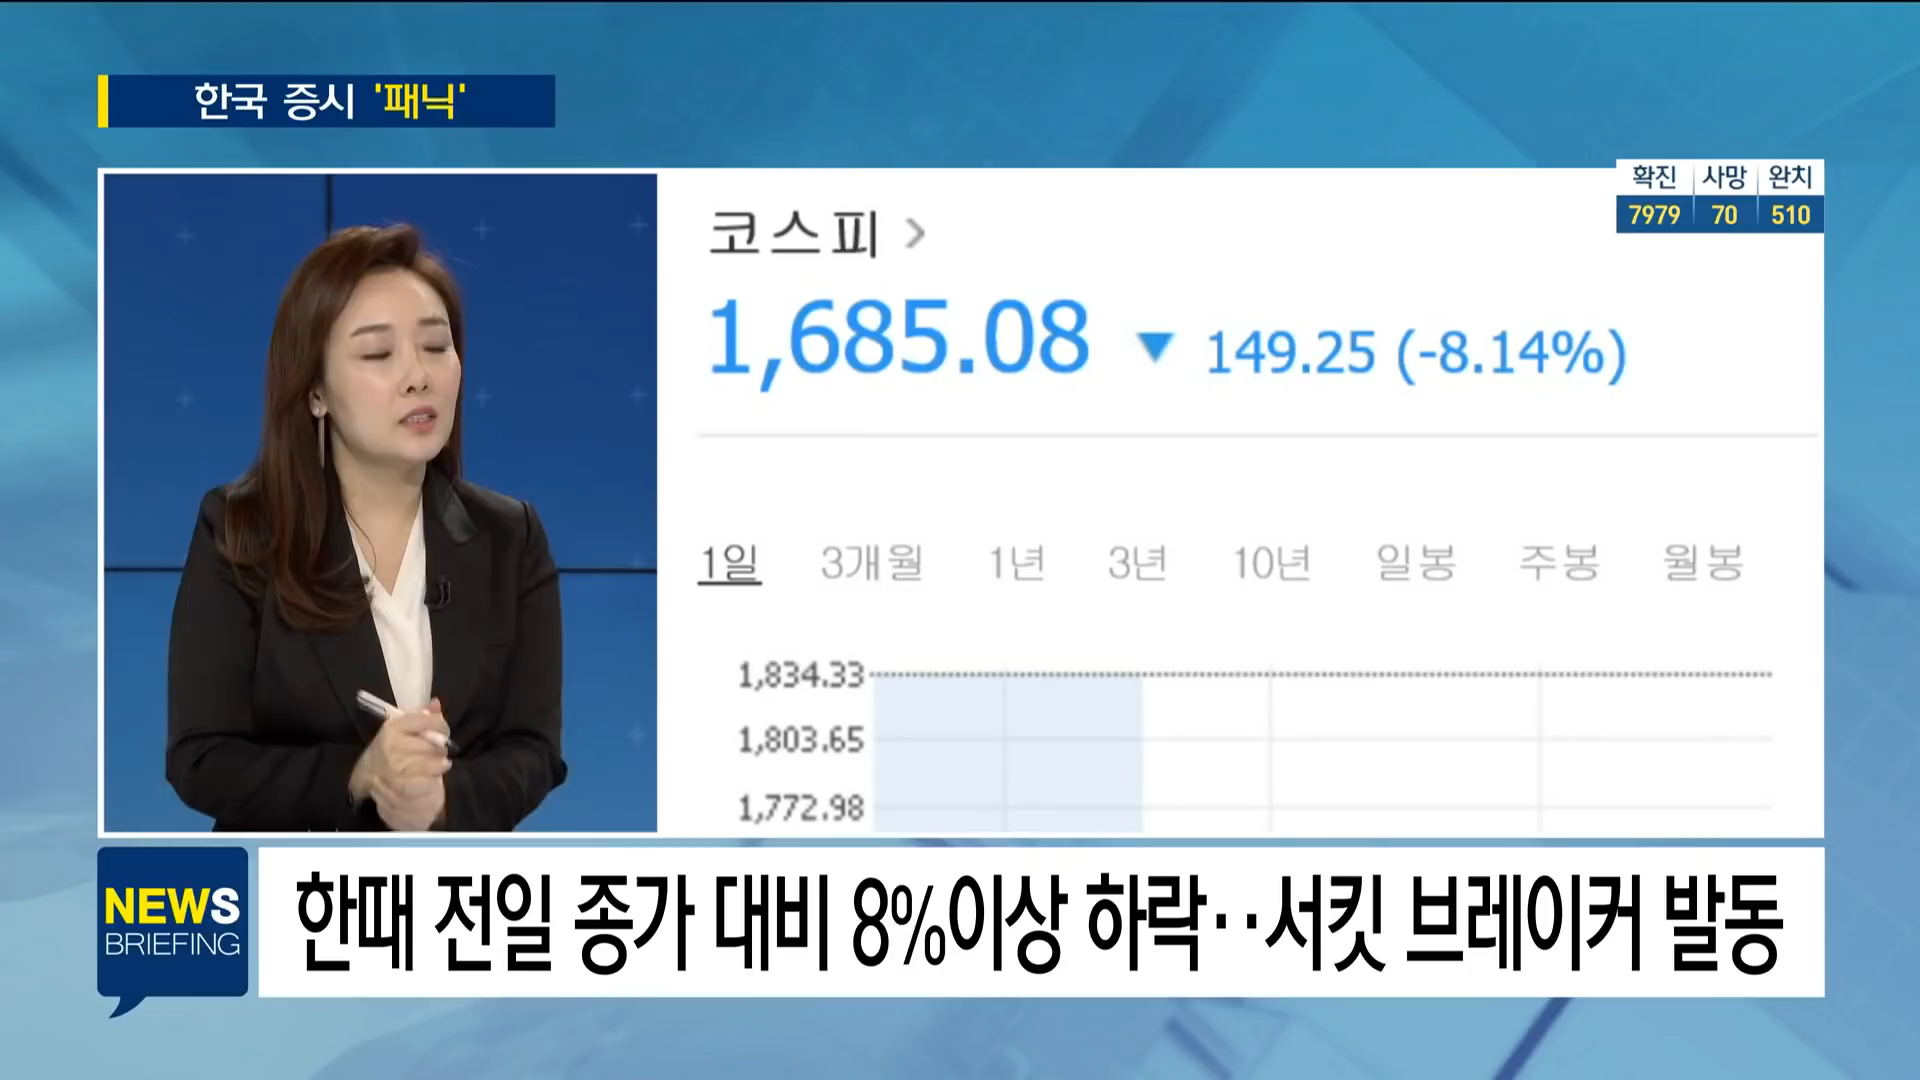 한국 증시 '패닉'
확진 사망 완치
7979 70 510
코스피 >
1,685.08 ▼ 149.25 (-8.14%)
1일 3개월 1년 3년 10년 일봉 주봉 월봉
1,834.33
1,803.65
1,772.98
NEWS
BRIEFING
한때 전일 종가 대비 8%이상 하락‥서킷 브레이커 발동